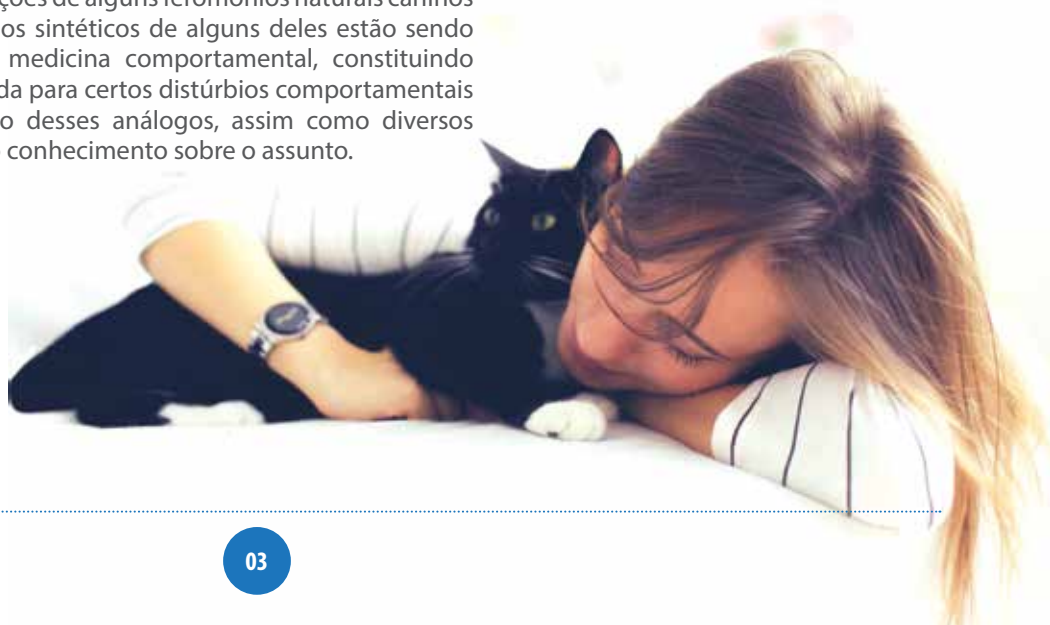 ções de alguns feromônios naturais caninos
os sintéticos de alguns deles estão sendo
medicina comportamental, constituindo
da para certos distúrbios comportamentais
o desses análogos, assim como diversos
conhecimento sobre o assunto.
03